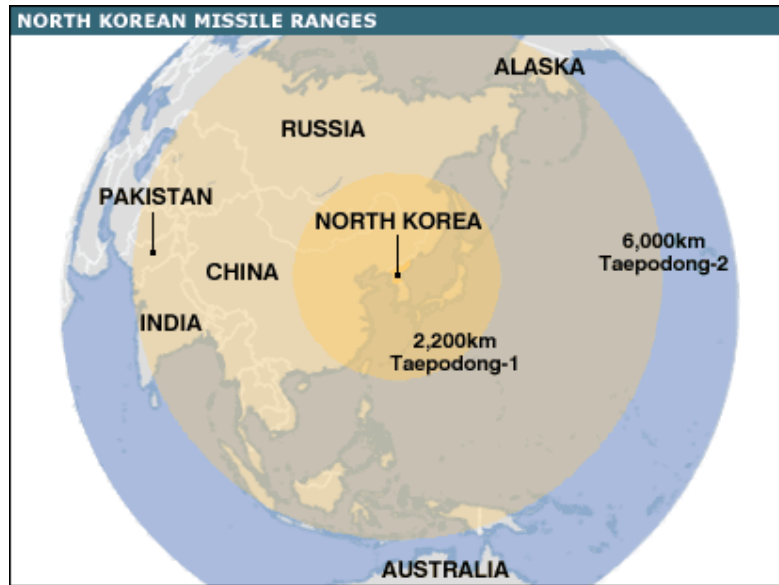 NORTH KOREAN MISSILE RANGES
ALASKA
RUSSIA
PAKISTAN
NORTH KOREA
6,000km
Taepodong-2
CHINA
INDIA
2,200km
Taepodong-1
AUSTRALIA